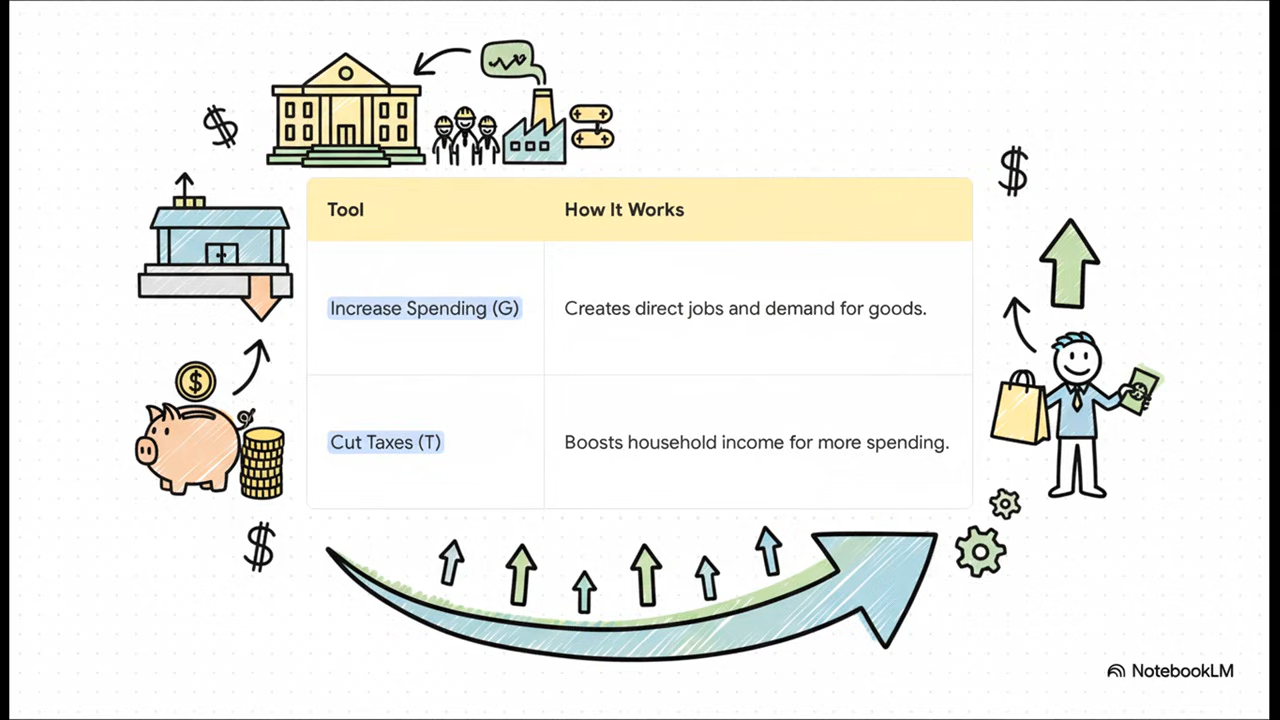 Tool
How It Works
Increase Spending (G)
Creates direct jobs and demand for goods.
Cut Taxes (T)
Boosts household income for more spending.
$
$
$
$
NotebookLM